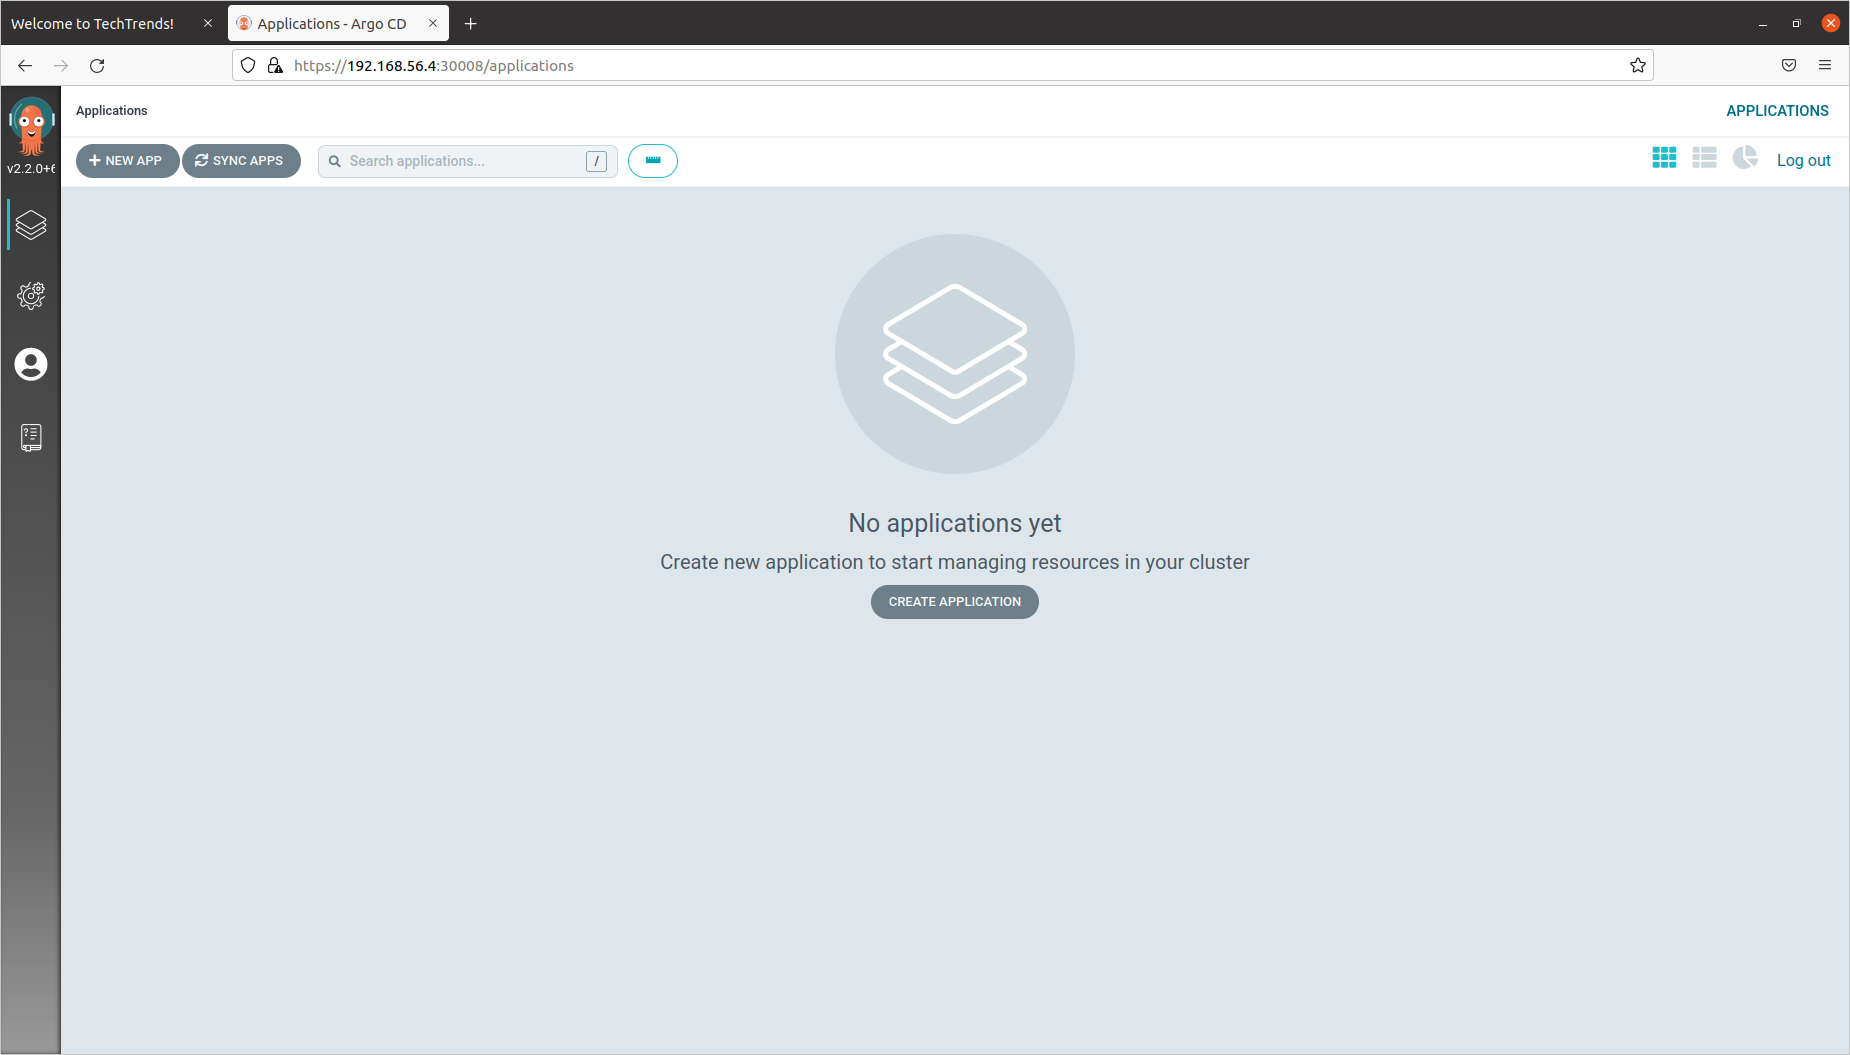 Welcome to TechTrends!
Applications - Argo CD
https://192.168.56.4:30008/applications
Applications
APPLICATIONS
v2.2.0+6
NEW APP
SYNC APPS
Search applications...
/
Log out
No applications yet
Create new application to start managing resources in your cluster
CREATE APPLICATION